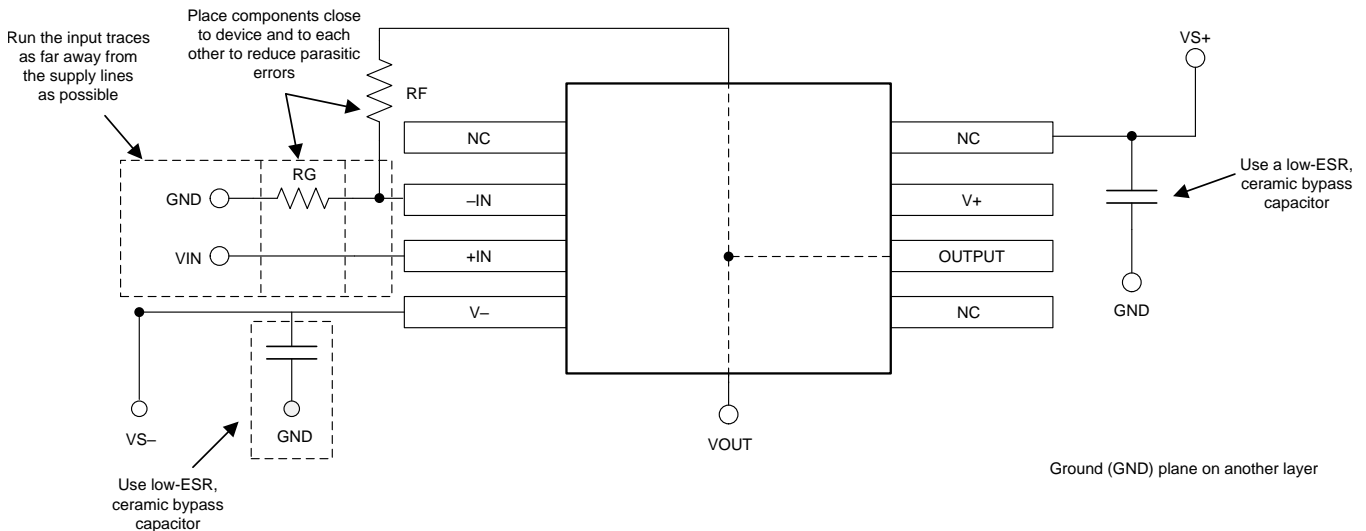 Run the input traces
as far away from
the supply lines
as possible
Place components close
to device and to each
other to reduce parasitic
errors
RF
VS+
NC
NC
Use a low-ESR,
ceramic bypass
capacitor
RG
GND
–IN
V+
VIN
+IN
OUTPUT
V–
NC
GND
VS–
GND
VOUT
Use low-ESR,
ceramic bypass
capacitor
Ground (GND) plane on another layer